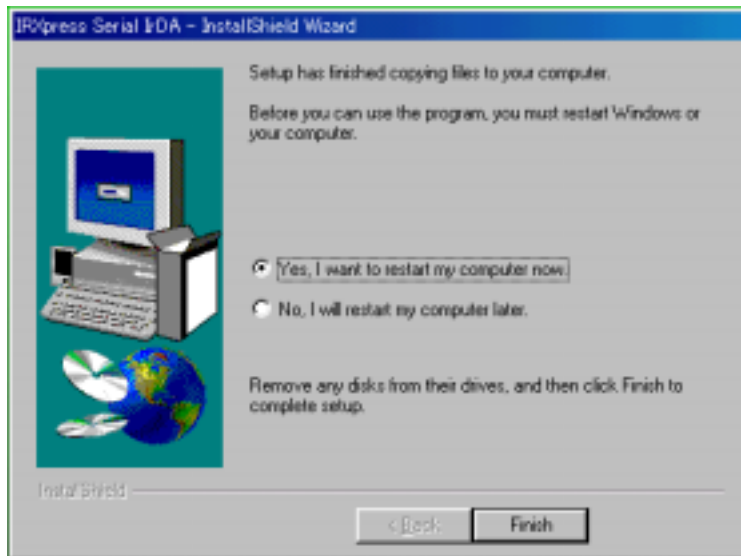 IRXpress Serial IrDA - InstallShield Wizard
Setup has finished copying files to your computer.
Before you can use the program, you must restart Windows or
your computer.
Yes, I want to restart my computer now.
No, I will restart my computer later.
Remove any disks from their drives, and then click Finish to
complete setup.
InstallShield
< Back
Finish